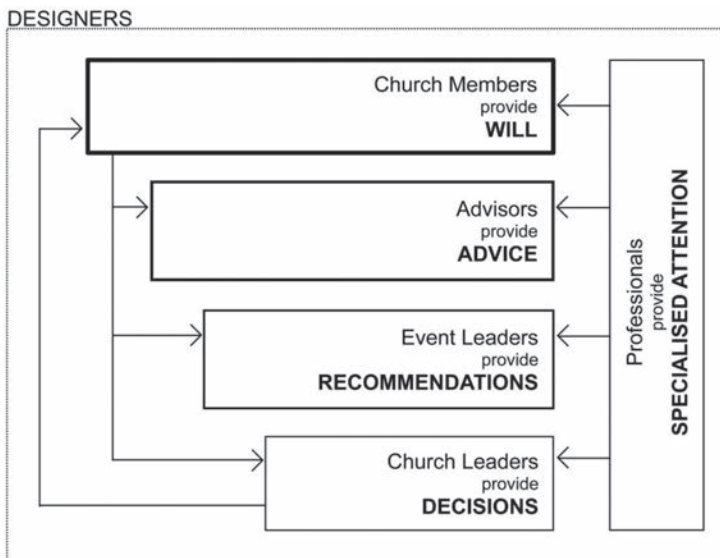 DESIGNERS
Church Members
provide
WILL
Advisors
provide
ADVICE
Event Leaders
provide
RECOMMENDATIONS
Church Leaders
provide
DECISIONS
Professionals
provide
SPECIALISED ATTENTION